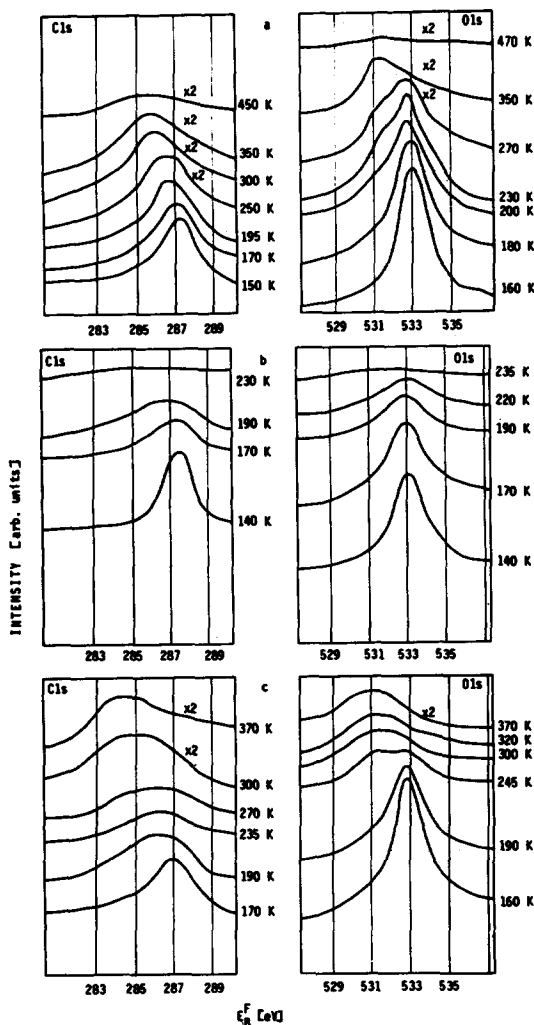 C1s a O1s
x2 470 K
x2
450 K x2
x2 350 K
350 K x2
x2 270 K
300 K
x2 230 K
250 K 200 K
195 K
170 K 180 K
150 K 160 K
283 285 287 289 529 531 533 535
C1s b O1s
230 K 235 K
220 K
190 K 190 K
170 K
170 K
140 K
140 K
INTENSITY [arb. units]
283 285 287 289 529 531 533 535
C1s c O1s
x2 x2
370 K 370 K
x2 320 K
300 K 300 K
270 K 245 K
235 K
190 K 190 K
170 K 160 K
283 285 287 289 529 531 533 535
E_B^F [eV]